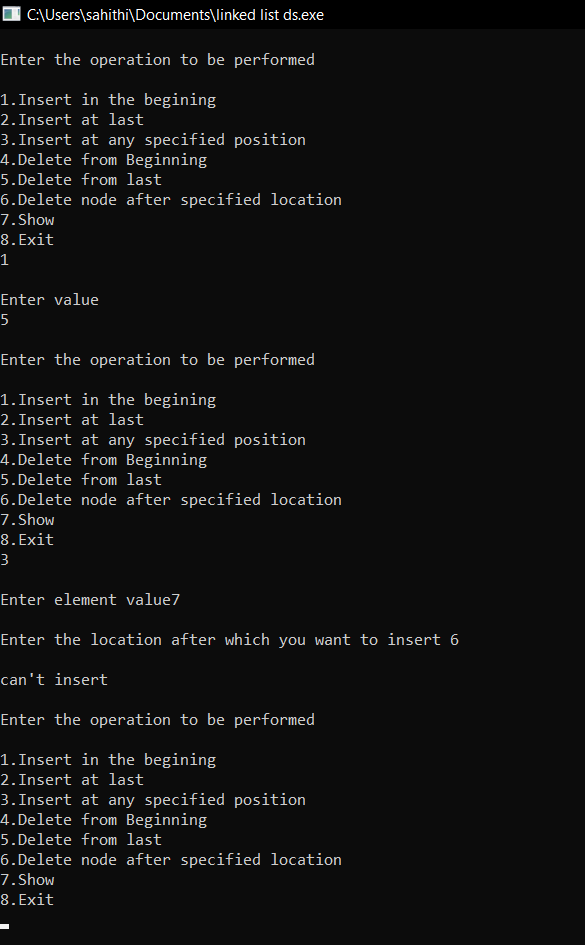 C:\Users\sahithi\Documents\linked list ds.exe
Enter the operation to be performed
1.Insert in the begining
2.Insert at last
3.Insert at any specified position
4.Delete from Beginning
5.Delete from last
6.Delete node after specified location
7.Show
8.Exit
1
Enter value
5
Enter the operation to be performed
1.Insert in the begining
2.Insert at last
3.Insert at any specified position
4.Delete from Beginning
5.Delete from last
6.Delete node after specified location
7.Show
8.Exit
3
Enter element value7
Enter the location after which you want to insert 6
can't insert
Enter the operation to be performed
1.Insert in the begining
2.Insert at last
3.Insert at any specified position
4.Delete from Beginning
5.Delete from last
6.Delete node after specified location
7.Show
8.Exit